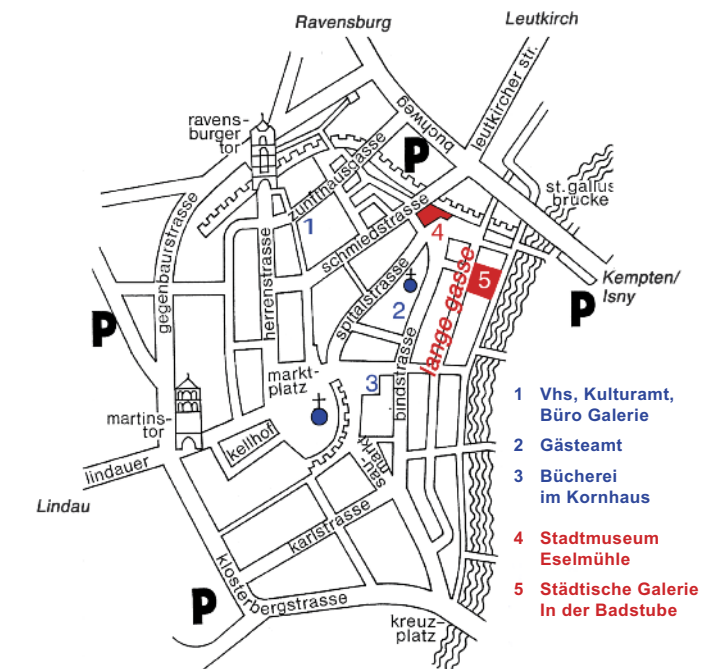 Ravensburg
Leutkirch
ravens-
burger
tor
buchweg
leutkircher str.
P
zunfthausgasse
st.gallus
brücke
gegenbaurstrasse
1
schmiedstrasse
4
herrenstrasse
spitalstrasse
lange gasse
5
Kempten/
Isny
P
P
2
bindstrasse
markt-
platz
3
martins-
tor
kellhof
saumarkt
lindauer
Lindau
karlstrasse
klosterbergstrasse
P
kreuz-
platz
1 Vhs, Kulturamt,
Büro Galerie
2 Gästeamt
3 Bücherei
im Kornhaus
4 Stadtmuseum
Eselmühle
5 Städtische Galerie
In der Badstube